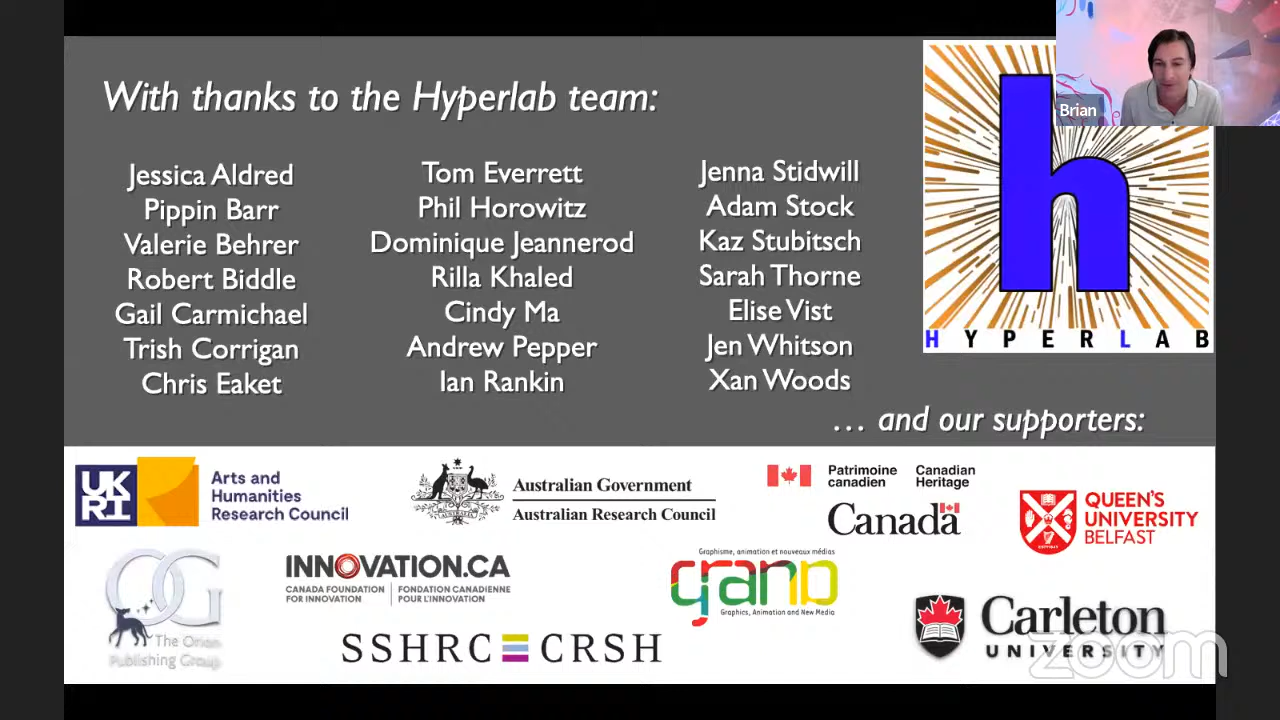 With thanks to the Hyperlab team:
Brian
Jessica Aldred
Pippin Barr
Valerie Behrer
Robert Biddle
Gail Carmichael
Trish Corrigan
Chris Eaket
Tom Everrett
Phil Horowitz
Dominique Jeannerod
Rilla Khaled
Cindy Ma
Andrew Pepper
Ian Rankin
Jenna Stidwill
Adam Stock
Kaz Stubitsch
Sarah Thorne
Elise Vist
Jen Whitson
Xan Woods
h
HYPERLAB
… and our supporters:
UKRI
Arts and
Humanities
Research Council
Australian Government
Australian Research Council
Patrimoine
canadien
Canadian
Heritage
Canada
QUEEN'S
UNIVERSITY
BELFAST
OG
The Orion
Publishing Group
INNOVATION.CA
CANADA FOUNDATION
FOR INNOVATION
FONDATION CANADIENNE
POUR L'INNOVATION
Graphisme, animation et nouveaux médias
grand
Graphics, Animation and New Media
SSHRC CRSH
Carleton
UNIVERSITY
zoom